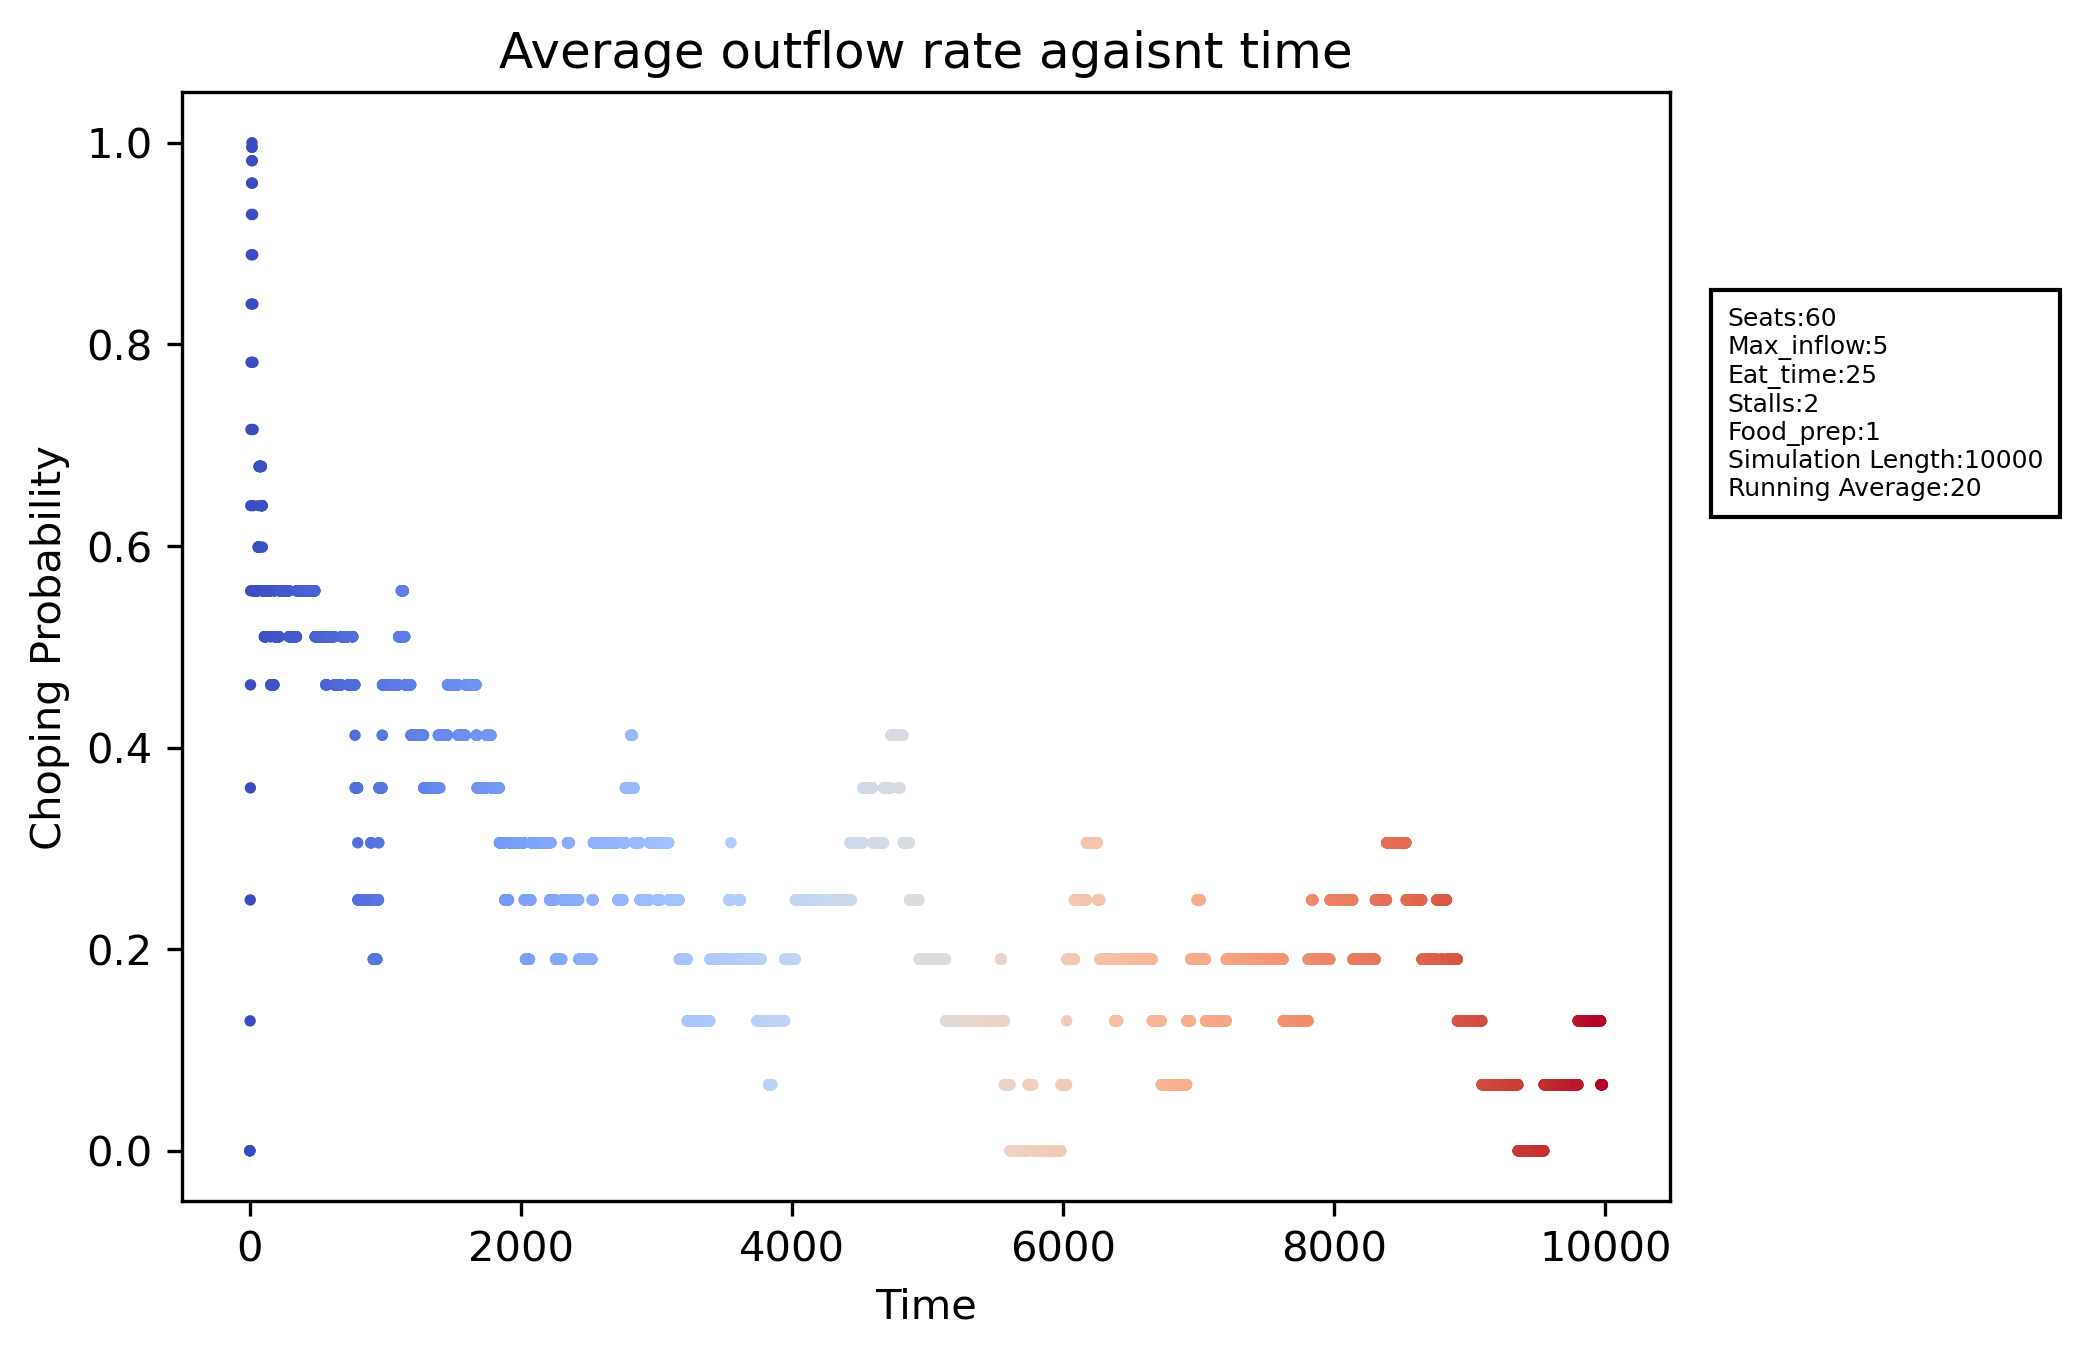 Average outflow rate agaisnt time
1.0
0.8
0.6
0.4
0.2
0.0
Choping Probability
0
2000
4000
6000
8000
10000
Time
Seats:60
Max_inflow:5
Eat_time:25
Stalls:2
Food_prep:1
Simulation Length:10000
Running Average:20